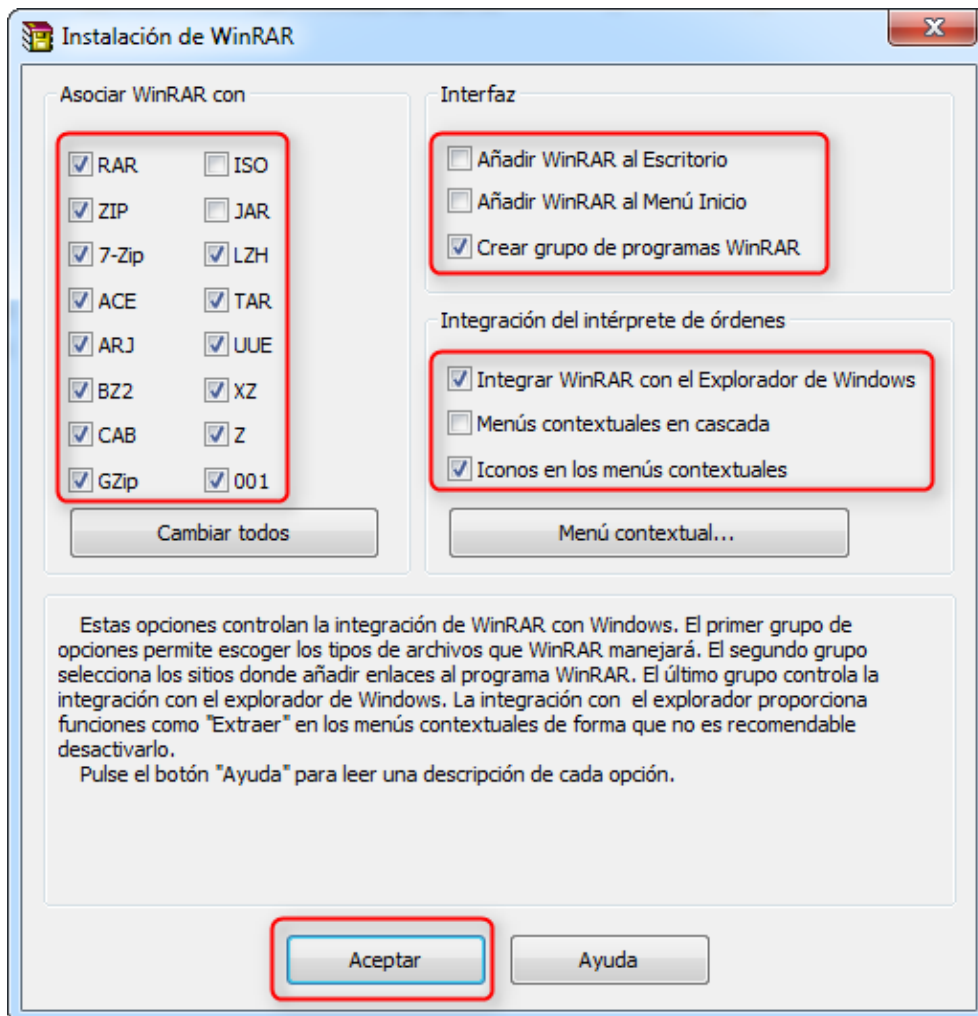 Instalación de WinRAR
Asociar WinRAR con
RAR
ISO
ZIP
JAR
7-Zip
LZH
ACE
TAR
ARJ
UUE
BZ2
XZ
CAB
Z
GZip
001
Cambiar todos
Interfaz
Añadir WinRAR al Escritorio
Añadir WinRAR al Menú Inicio
Crear grupo de programas WinRAR
Integración del intérprete de órdenes
Integrar WinRAR con el Explorador de Windows
Menús contextuales en cascada
Iconos en los menús contextuales
Menú contextual...
Estas opciones controlan la integración de WinRAR con Windows. El primer grupo de
opciones permite escoger los tipos de archivos que WinRAR manejará. El segundo grupo
selecciona los sitios donde añadir enlaces al programa WinRAR. El último grupo controla la
integración con el explorador de Windows. La integración con  el explorador proporciona
funciones como "Extraer" en los menús contextuales de forma que no es recomendable
desactivarlo.
Pulse el botón "Ayuda" para leer una descripción de cada opción.
Aceptar
Ayuda